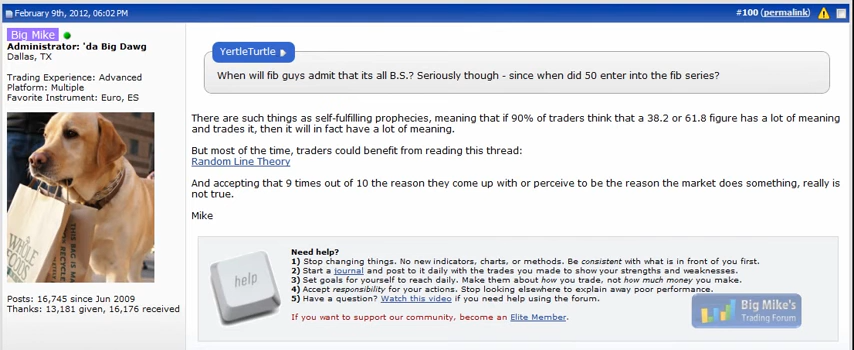 February 9th, 2012, 06:02 PM
#100 (permalink)
Big Mike
Administrator: 'da Big Dawg
Dallas, TX
Trading Experience: Advanced
Platform: Multiple
Favorite Instrument: Euro, ES
Posts: 16,745 since Jun 2009
Thanks: 13,181 given, 16,176 received
YertleTurtle
When will fib guys admit that its all B.S.? Seriously though - since when did 50 enter into the fib series?
There are such things as self-fulfilling prophecies, meaning that if 90% of traders think that a 38.2 or 61.8 figure has a lot of meaning
and trades it, then it will in fact have a lot of meaning.
But most of the time, traders could benefit from reading this thread:
Random Line Theory
And accepting that 9 times out of 10 the reason they come up with or perceive to be the reason the market does something, really is
not true.
Mike
help
Need help?
1) Stop changing things. No new indicators, charts, or methods. Be consistent with what is in front of you first.
2) Start a journal and post to it daily with the trades you made to show your strengths and weaknesses.
3) Set goals for yourself to reach daily. Make them about how you trade, not how much money you make.
4) Accept responsibility for your actions. Stop looking elsewhere to explain away poor performance.
5) Have a question? Watch this video if you need help using the forum.
If you want to support our community, become an Elite Member.
Big Mike's
Trading Forum